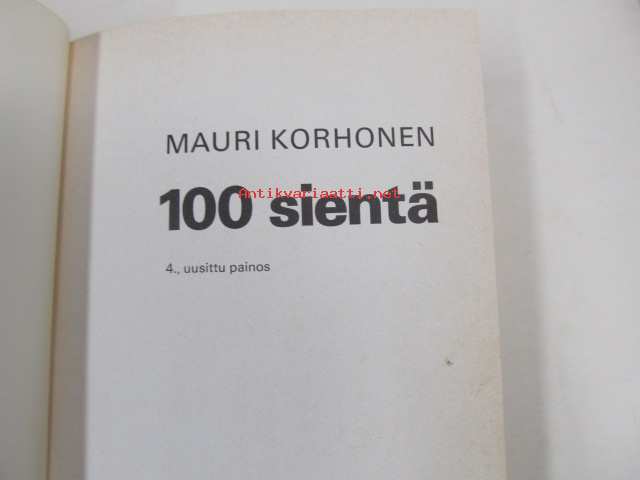 MAURI KORHONEN
Antikvariaatti.net
100 sientä
4., uusittu painos